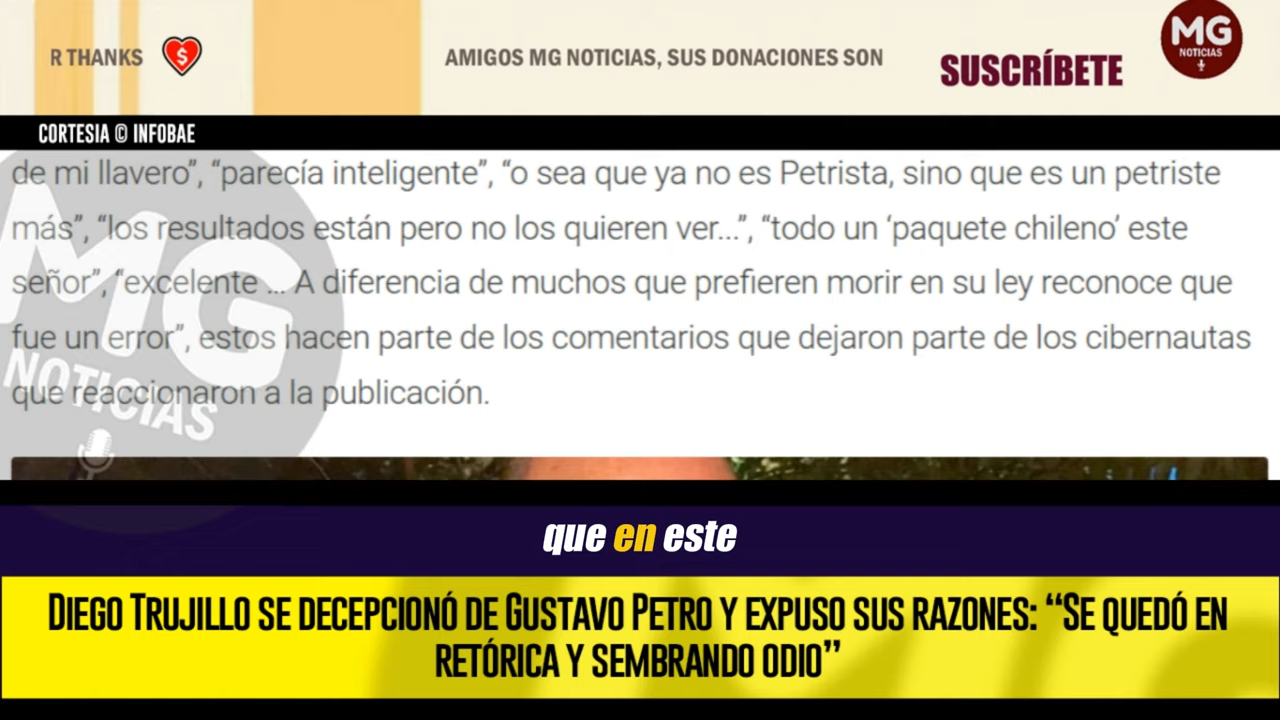 R THANKS
AMIGOS MG NOTICIAS, SUS DONACIONES SON
SUSCRÍBETE
MG
NOTICIAS
CORTESIA © INFOBAE
de mi llavero”, “parecía inteligente”, “o sea que ya no es Petrista, sino que es un petriste
más”, “los resultados están pero no los quieren ver...”, “todo un ‘paquete chileno’ este
señor”, “excelente ... A diferencia de muchos que prefieren morir en su ley reconoce que
fue un error”, estos hacen parte de los comentarios que dejaron parte de los cibernautas
que reaccionaron a la publicación.
MG
NOTICIAS
que en este
DIEGO TRUJILLO SE DECEPCIONÓ DE GUSTAVO PETRO Y EXPUSO SUS RAZONES: “SE QUEDÓ EN
RETÓRICA Y SEMBRANDO ODIO”